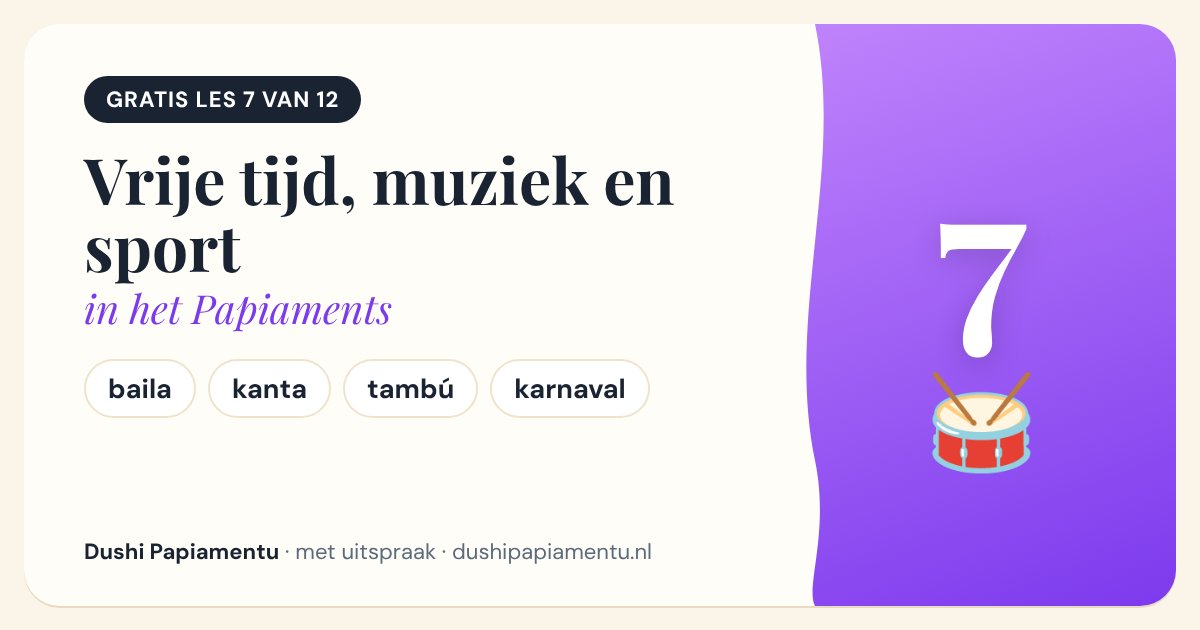 GRATIS LES 7 VAN 12
Vrije tijd, muziek en
sport
in het Papiaments
baila kanta tambú karnaval
Dushi Papiamentu · met uitspraak · dushipapiamentu.nl
7